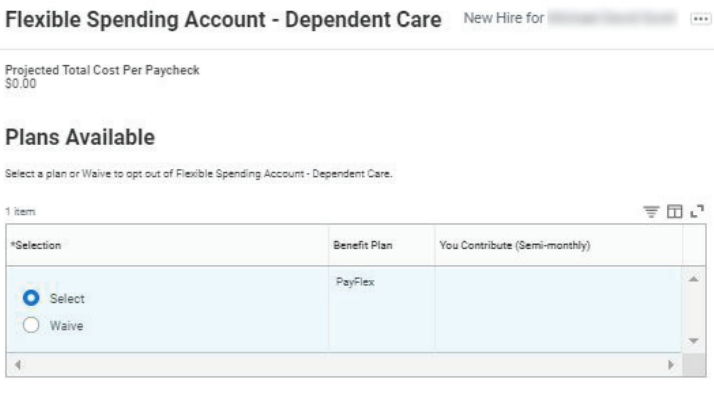 Flexible Spending Account - Dependent Care New Hire for
Projected Total Cost Per Paycheck
$0.00
Plans Available
Select a plan or Waive to opt out of Flexible Spending Account - Dependent Care.
1 item
*Selection Benefit Plan You Contribute (Semi-monthly)
Select PayFlex
Waive